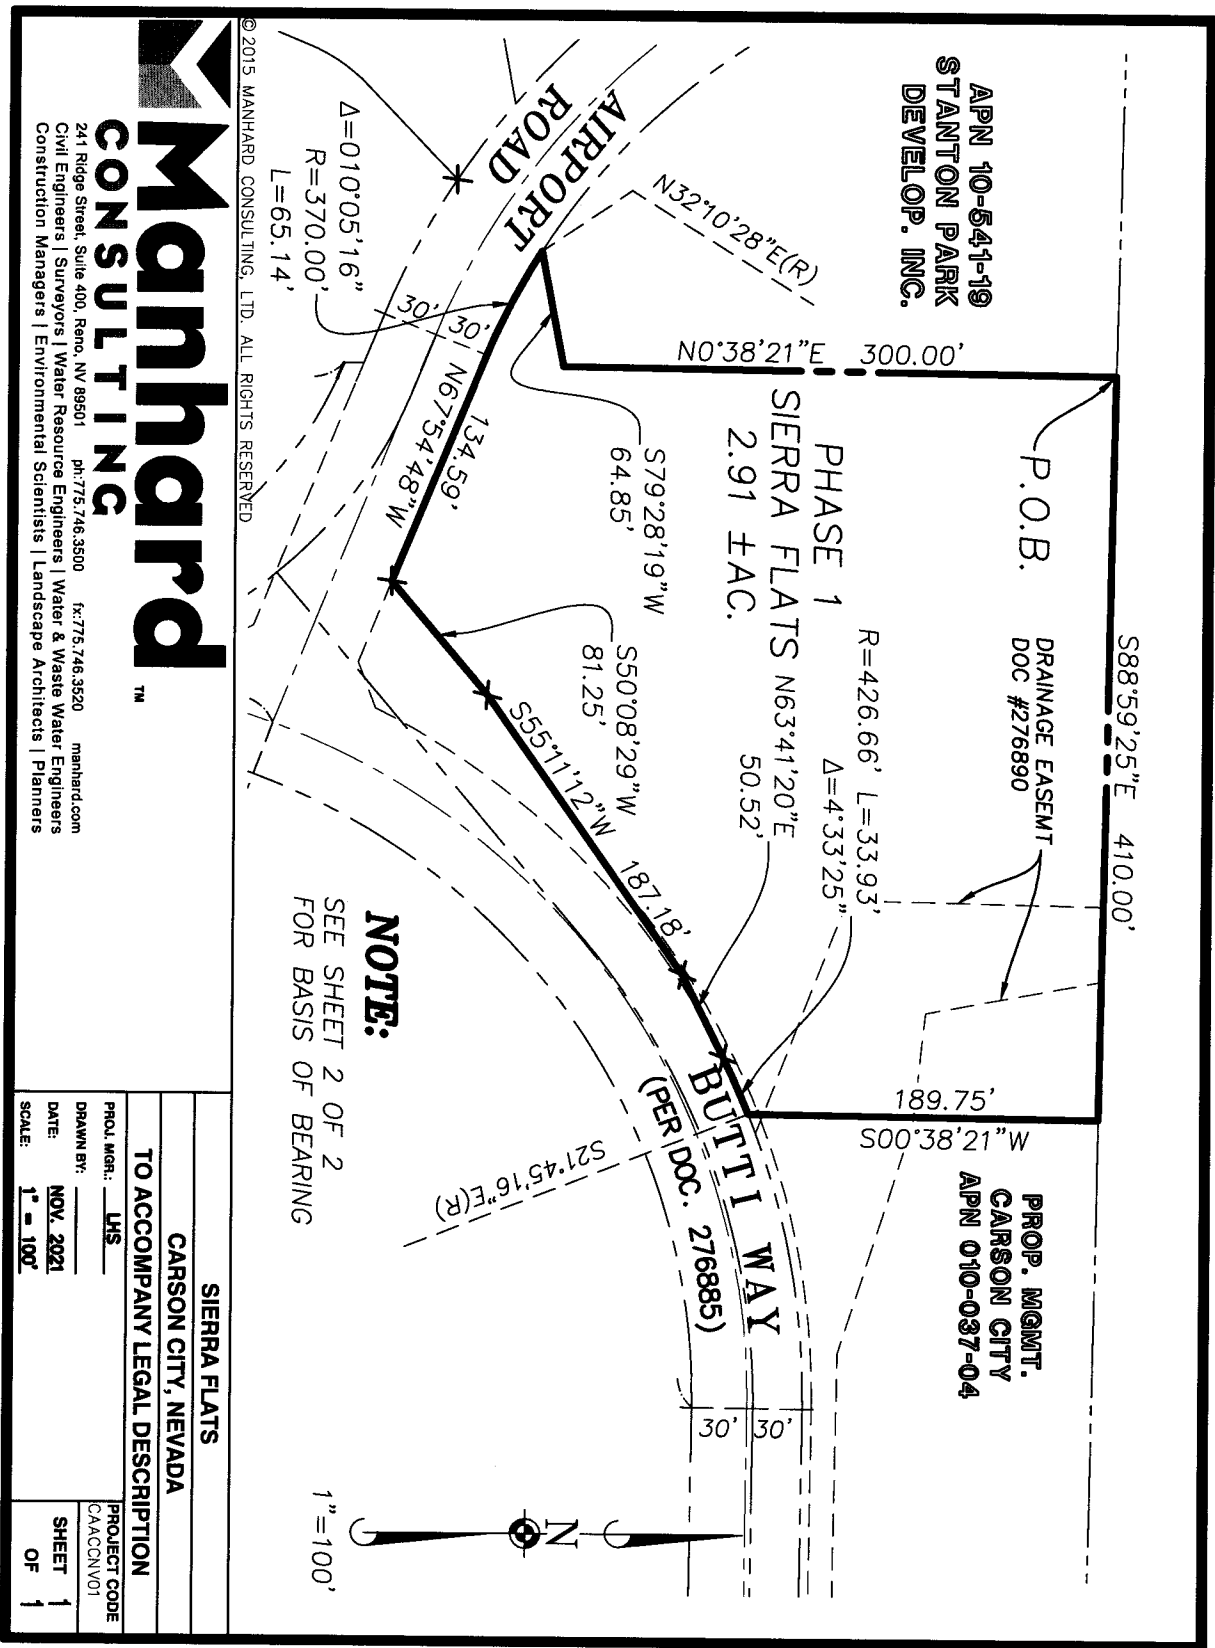 APN 10-541-19
STANTON PARK
DEVELOP. INC.
S88°59'25"E 410.00'
P.O.B.
DRAINAGE EASEMT
DOC #276890
N0°38'21"E 300.00'
N32°10'28"E(R)
AIRPORT
ROAD
PHASE 1
SIERRA FLATS
2.91 ±AC.
R=426.66' L=33.93'
Δ=4°33'25"
N63°41'20"E
50.52'
189.75'
S00°38'21"W
PROP. MGMT.
CARSON CITY
APN 010-037-04
S79°28'19"W
64.85'
S50°08'29"W
81.25'
S55°11'12"W 187.18'
134.59'
N67°54'48"W
30' 30'
Δ=010°05'16"
R=370.00'
L=65.14'
BUTTI WAY
(PER DOC. 276885)
S21°45'16"E(R)
30' 30'
NOTE:
SEE SHEET 2 OF 2
FOR BASIS OF BEARING
N
1"=100'
© 2015 MANHARD CONSULTING, LTD. ALL RIGHTS RESERVED
Manhard ™
CONSULTING
241 Ridge Street, Suite 400, Reno, NV 89501 ph:775.746.3500 fx:775.746.3520 manhard.com
Civil Engineers | Surveyors | Water Resource Engineers | Water & Waste Water Engineers
Construction Managers | Environmental Scientists | Landscape Architects | Planners
SIERRA FLATS
CARSON CITY, NEVADA
TO ACCOMPANY LEGAL DESCRIPTION
PROJ. MGR.: LHS
DRAWN BY:
DATE: NOV. 2021
SCALE: 1" = 100'
PROJECT CODE
CAACCNV01
SHEET 1
OF 1